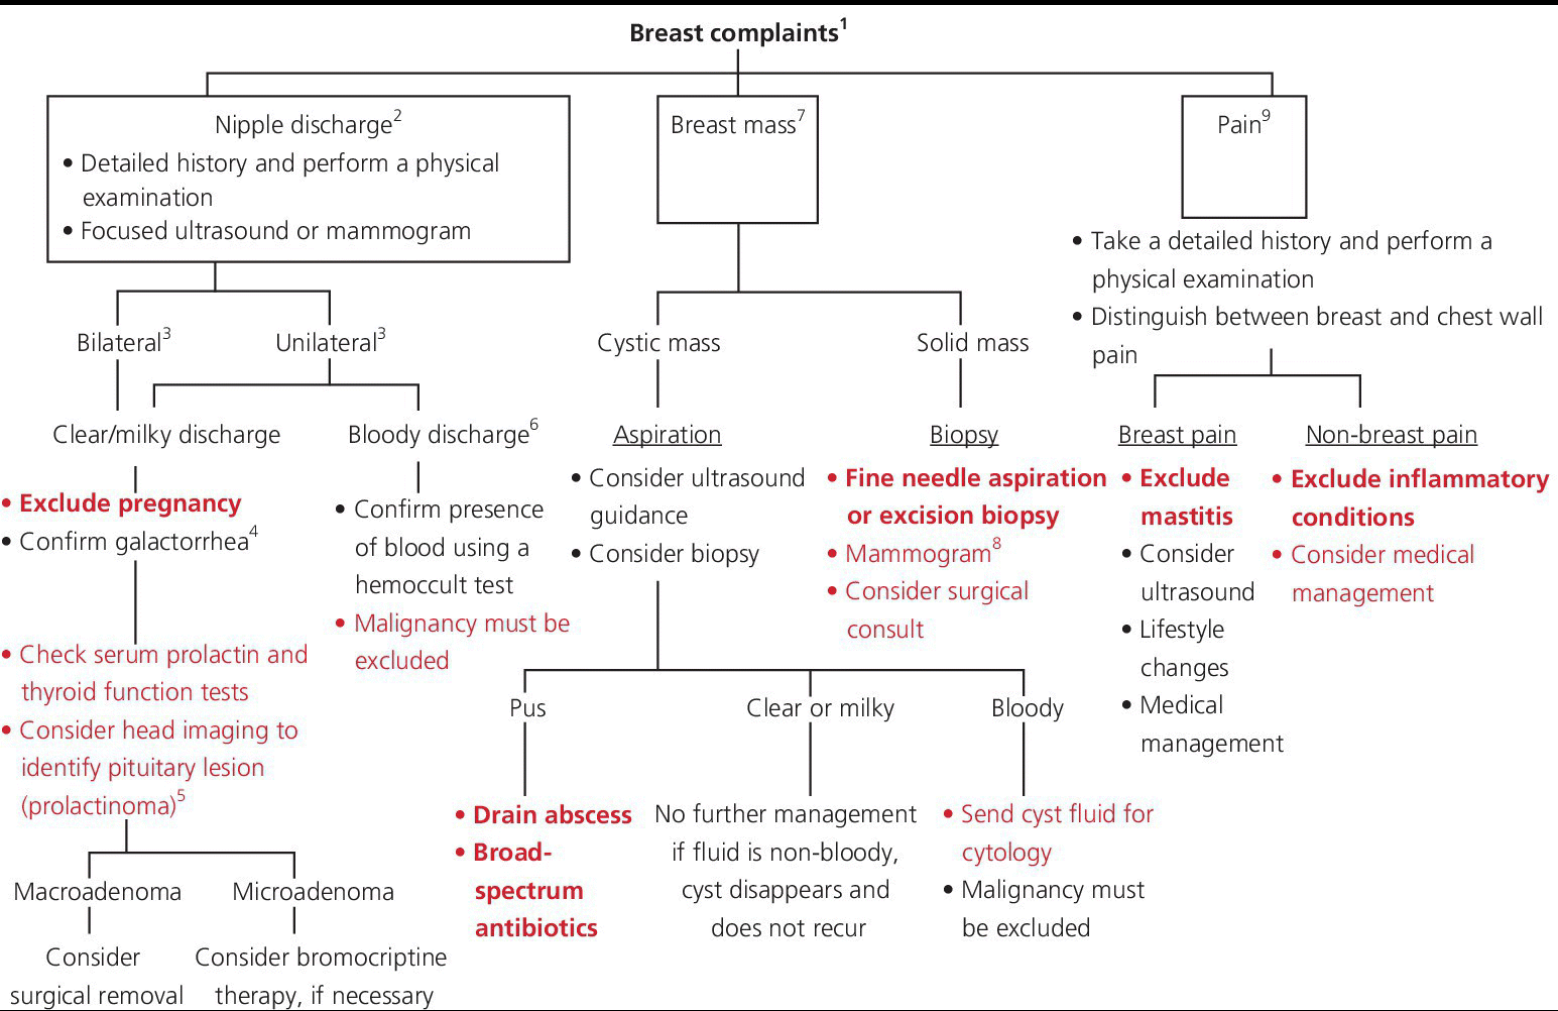 Breast complaints1
Nipple discharge2
• Detailed history and perform a physical
examination
• Focused ultrasound or mammogram
Bilateral3
Unilateral3
Clear/milky discharge
• Exclude pregnancy
• Confirm galactorrhea4
• Check serum prolactin and
thyroid function tests
• Consider head imaging to
identify pituitary lesion
(prolactinoma)5
Macroadenoma
Consider
surgical removal
Microadenoma
Consider bromocriptine
therapy, if necessary
Bloody discharge6
• Confirm presence
of blood using a
hemoccult test
• Malignancy must be
excluded
Breast mass7
Cystic mass
Aspiration
• Consider ultrasound
guidance
• Consider biopsy
Pus
• Drain abscess
• Broad-
spectrum
antibiotics
Clear or milky
No further management
if fluid is non-bloody,
cyst disappears and
does not recur
Bloody
• Send cyst fluid for
cytology
• Malignancy must
be excluded
Solid mass
Biopsy
• Fine needle aspiration
or excision biopsy
• Mammogram8
• Consider surgical
consult
Pain9
• Take a detailed history and perform a
physical examination
• Distinguish between breast and chest wall
pain
Breast pain
• Exclude
mastitis
• Consider
ultrasound
• Lifestyle
changes
• Medical
management
Non-breast pain
• Exclude inflammatory
conditions
• Consider medical
management